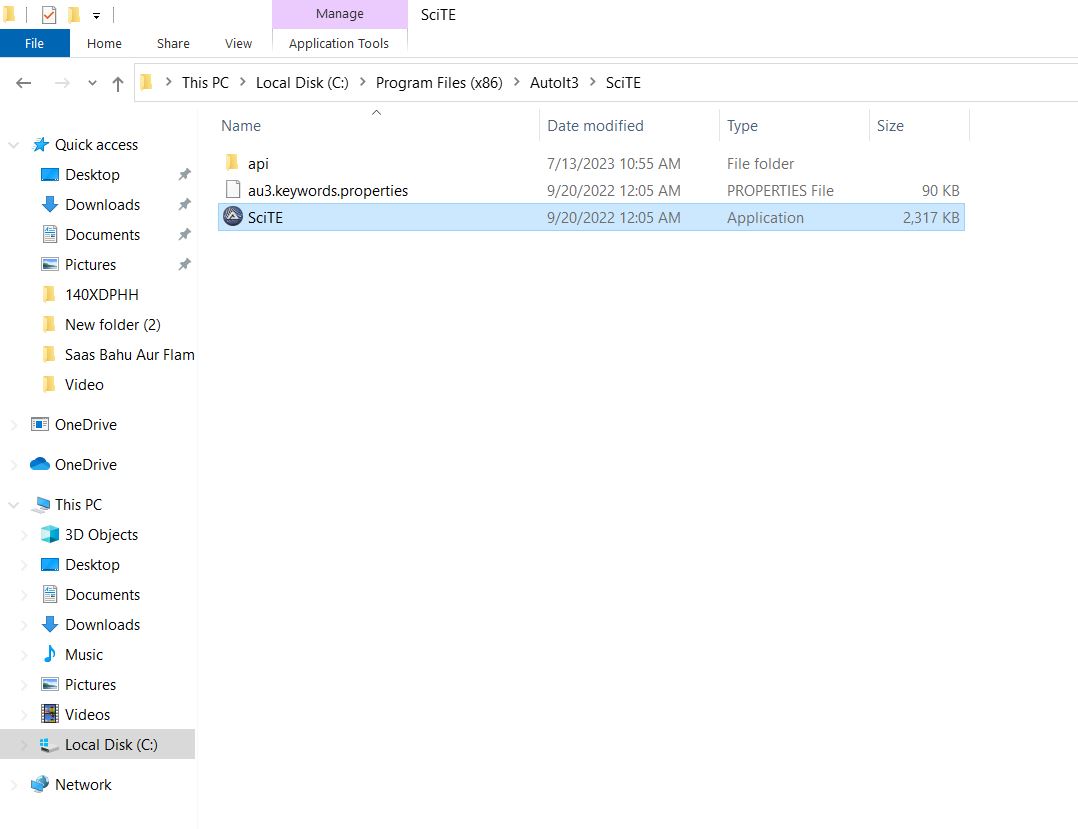 Manage SciTE
File Home Share View Application Tools
This PC Local Disk (C:) Program Files (x86) AutoIt3 SciTE
Name Date modified Type Size
api 7/13/2023 10:55 AM File folder
au3.keywords.properties 9/20/2022 12:05 AM PROPERTIES File 90 KB
SciTE 9/20/2022 12:05 AM Application 2,317 KB
Quick access
Desktop
Downloads
Documents
Pictures
140XDPHH
New folder (2)
Saas Bahu Aur Flam
Video
OneDrive
OneDrive
This PC
3D Objects
Desktop
Documents
Downloads
Music
Pictures
Videos
Local Disk (C:)
Network